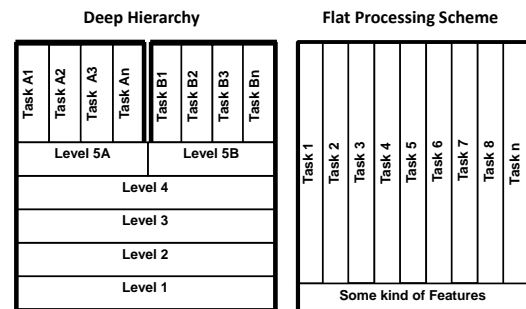 Deep Hierarchy
Task A1
Task A2
Task A3
Task An
Task B1
Task B2
Task B3
Task Bn
Level 5A
Level 5B
Level 4
Level 3
Level 2
Level 1
Flat Processing Scheme
Task 1
Task 2
Task 3
Task 4
Task 5
Task 6
Task 7
Task 8
Task n
Some kind of Features